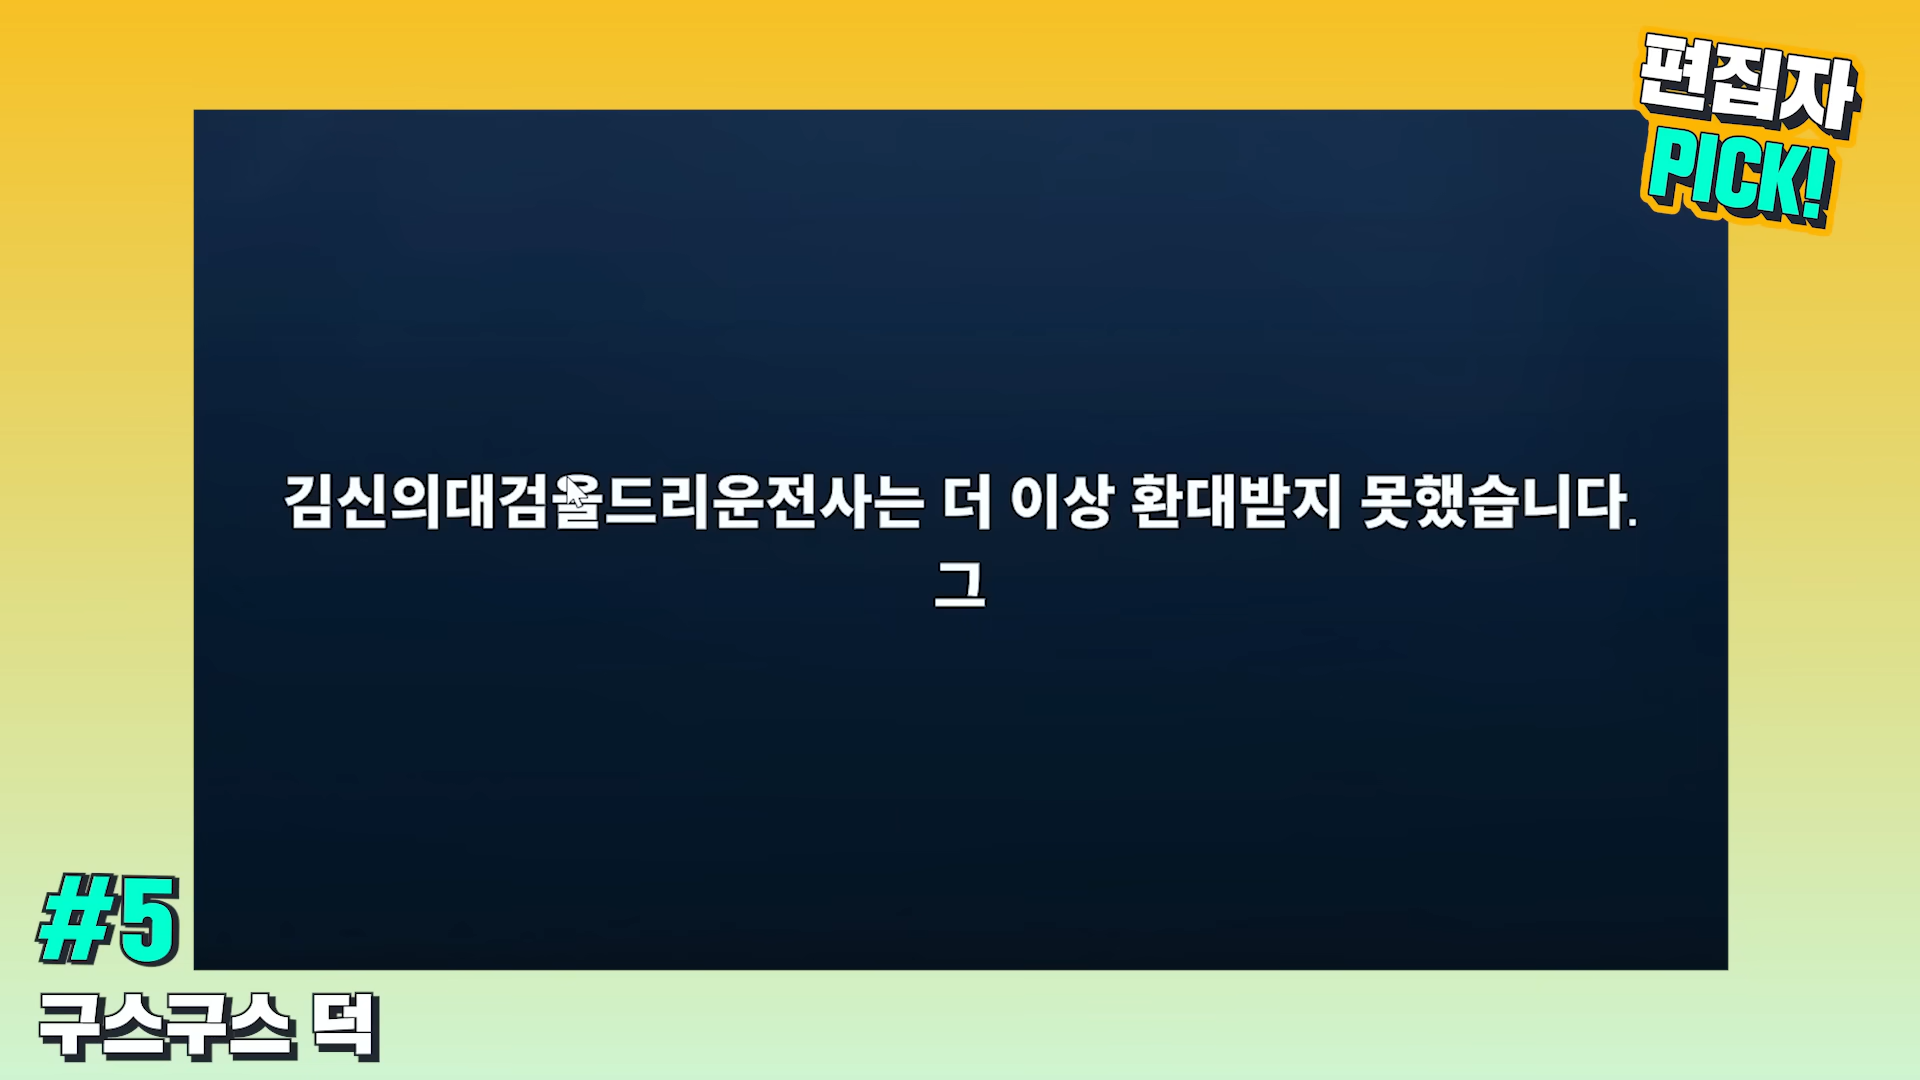 편집자
PICK!
김신의대검을드리운전사는 더 이상 환대받지 못했습니다.
그
#5
구스구스 덕